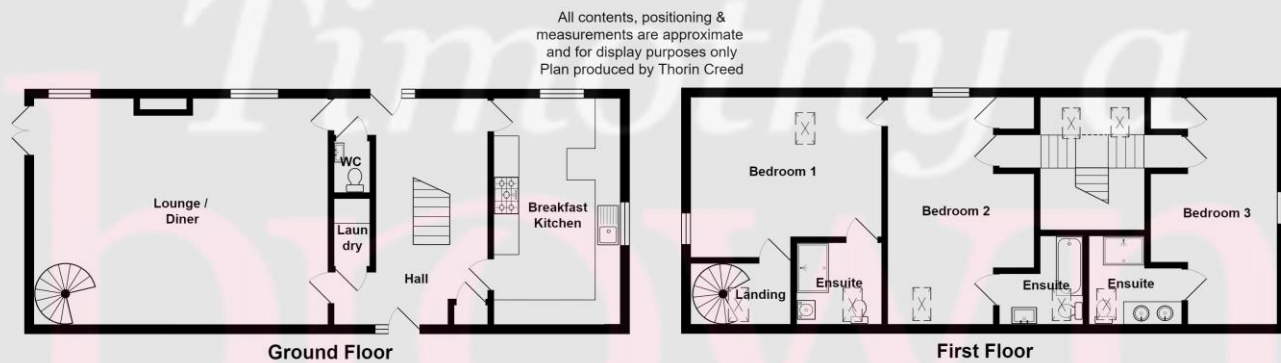 Timothy a
brown
All contents, positioning &
measurements are approximate
and for display purposes only
Plan produced by Thorin Creed
Lounge /
Diner
WC
Laun
dry
Hall
Breakfast
Kitchen
Ground Floor
Bedroom 1
Landing
Ensuite
Bedroom 2
Ensuite
Ensuite
Bedroom 3
First Floor